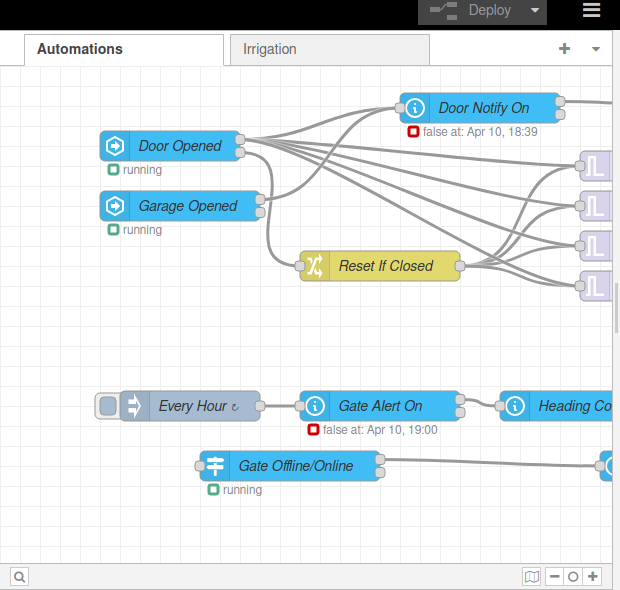 Deploy
Automations
Irrigation
Door Notify On
false at: Apr 10, 18:39
Door Opened
running
Garage Opened
running
Reset If Closed
Every Hour ↻
Gate Alert On
Heading Co
false at: Apr 10, 19:00
Gate Offline/Online
running